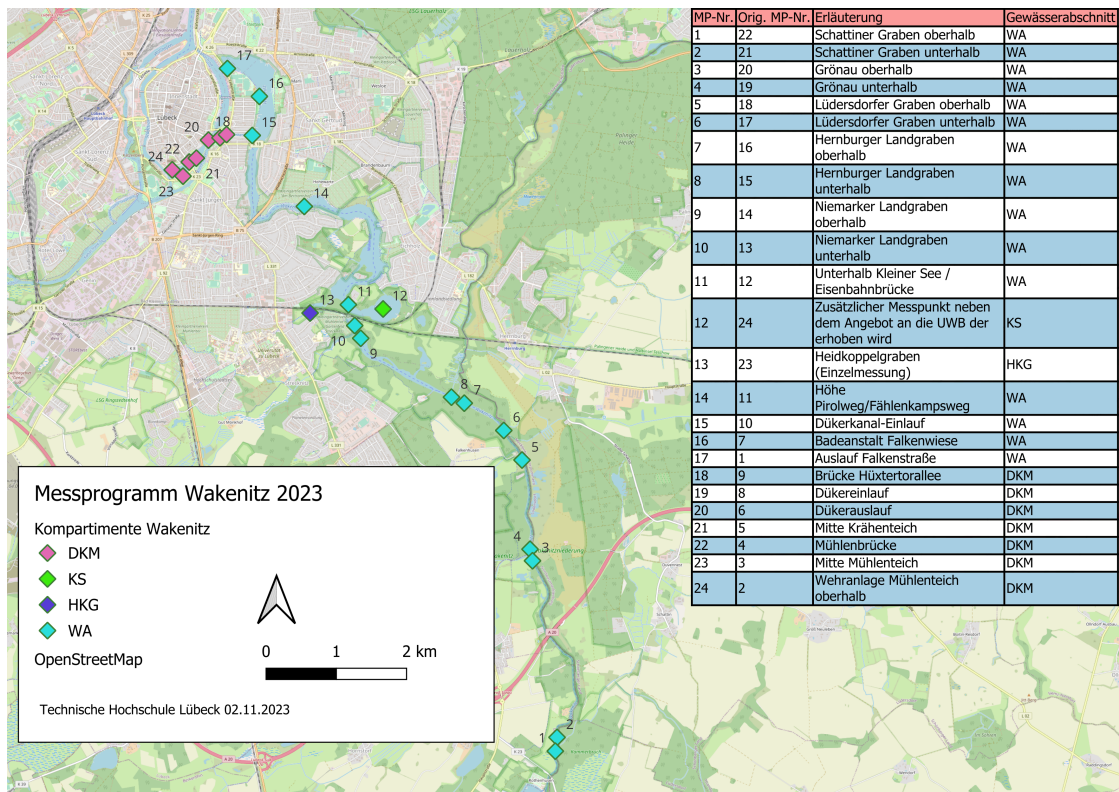 MP-Nr. Orig. MP-Nr. Erläuterung Gewässerabschnitt
1 22 Schattiner Graben oberhalb WA
2 21 Schattiner Graben unterhalb WA
3 20 Grönau oberhalb WA
4 19 Grönau unterhalb WA
5 18 Lüdersdorfer Graben oberhalb WA
6 17 Lüdersdorfer Graben unterhalb WA
7 16 Hernburger Landgraben
oberhalb WA
8 15 Hernburger Landgraben
unterhalb WA
9 14 Niemarker Landgraben
oberhalb WA
10 13 Niemarker Landgraben
unterhalb WA
11 12 Unterhalb Kleiner See /
Eisenbahnbrücke WA
12 24 Zusätzlicher Messpunkt neben
dem Angebot an die UWB der
erhoben wird KS
13 23 Heidkoppelgraben
(Einzelmessung) HKG
14 11 Höhe
Pirolweg/Fählenkampsweg WA
15 10 Dükerkanal-Einlauf WA
16 7 Badeanstalt Falkenwiese WA
17 1 Auslauf Falkenstraße WA
18 9 Brücke Hüxtertorallee DKM
19 8 Dükereinlauf DKM
20 6 Dükerauslauf DKM
21 5 Mitte Krähenteich DKM
22 4 Mühlenbrücke DKM
23 3 Mitte Mühlenteich DKM
24 2 Wehranlage Mühlenteich
oberhalb DKM
17
16
Lübeck
20
18
15
22
24
21
23
14
13
11
12
10
9
8
7
6
5
4
3
2
1
Messprogramm Wakenitz 2023
Kompartimente Wakenitz
DKM
KS
HKG
WA
OpenStreetMap
0 1 2 km
Technische Hochschule Lübeck 02.11.2023